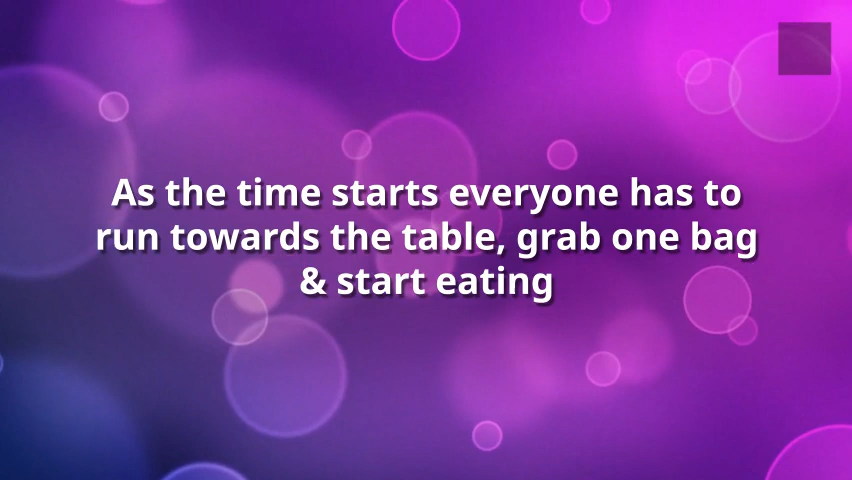 As the time starts everyone has to
run towards the table, grab one bag
& start eating